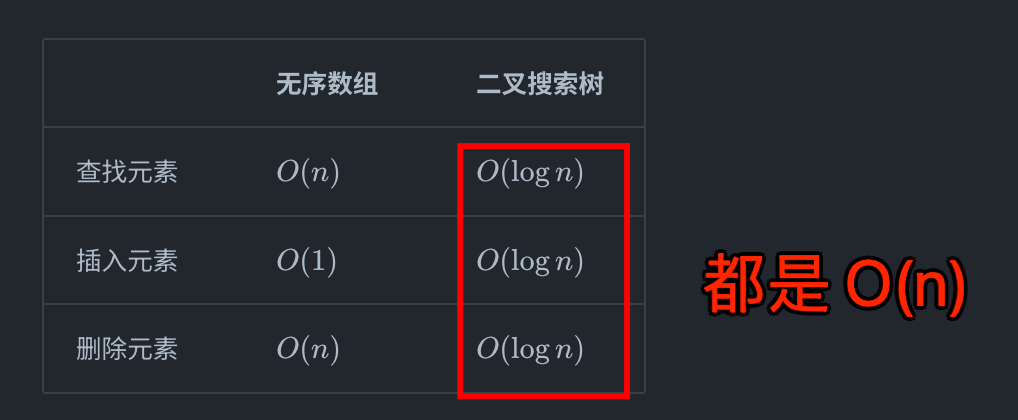 无序数组 二叉搜索树
查找元素 O(n) O(log n)
插入元素 O(1) O(log n)
都是 O(n)
删除元素 O(n) O(log n)